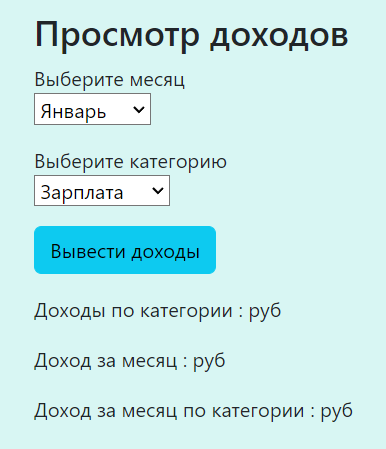 Просмотр доходов
Выберите месяц
Январь
Выберите категорию
Зарплата
Вывести доходы
Доходы по категории : руб
Доход за месяц : руб
Доход за месяц по категории : руб